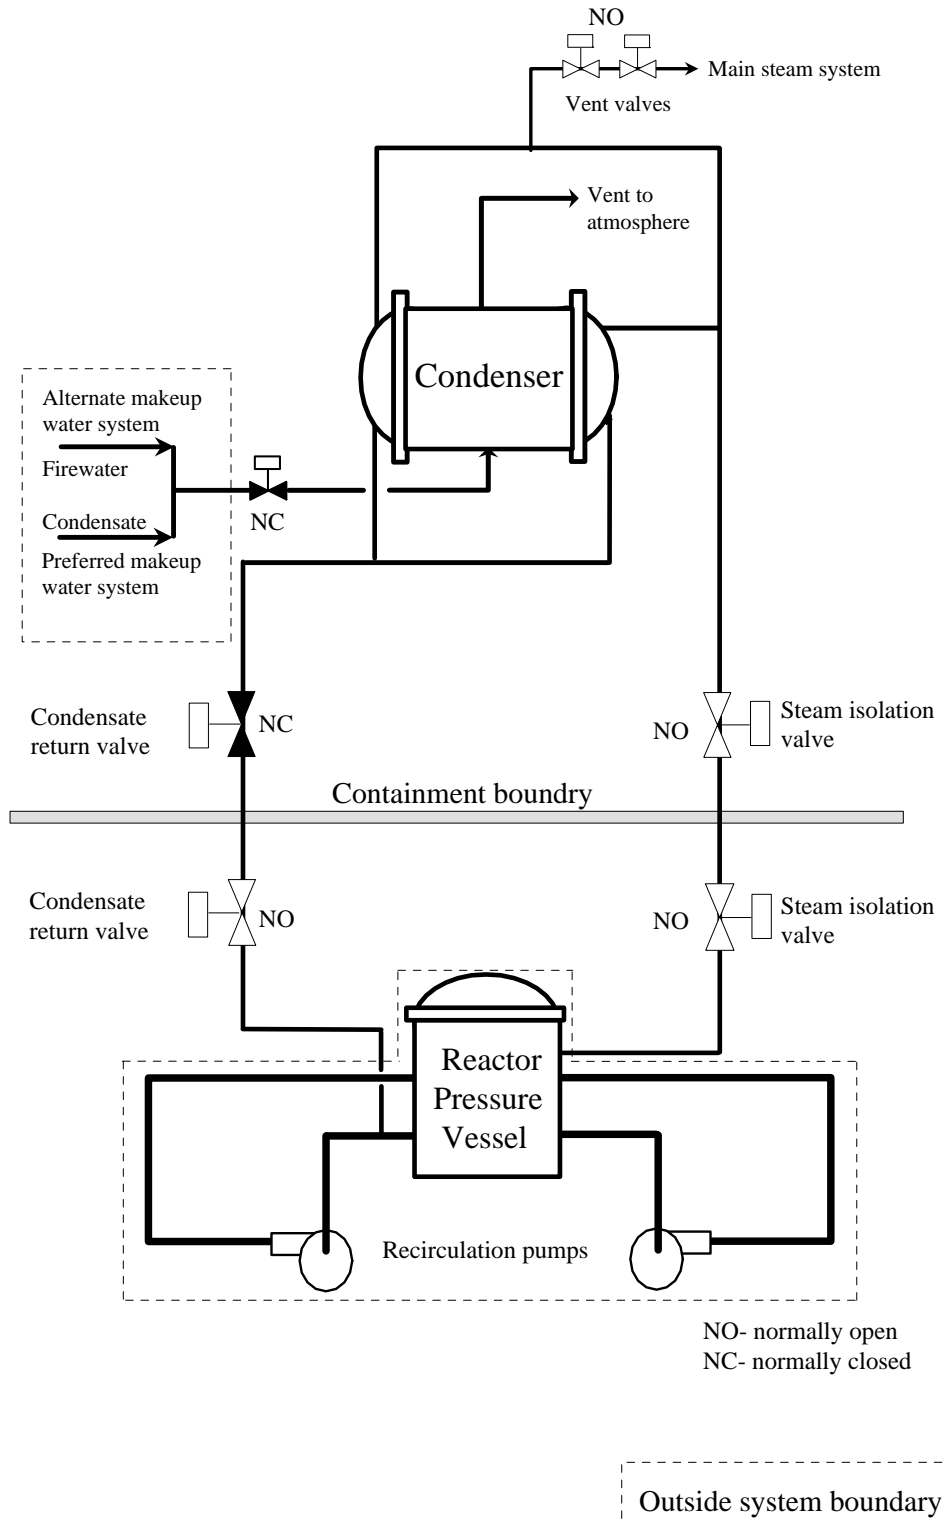 NO
Main steam system
Vent valves
Vent to
atmosphere
Condenser
Alternate makeup
water system
Firewater
Condensate
Preferred makeup
water system
NC
Condensate
return valve
NC
NO
Steam isolation
valve
Containment boundry
Condensate
return valve
NO
NO
Steam isolation
valve
Reactor
Pressure
Vessel
Recirculation pumps
NO- normally open
NC- normally closed
Outside system boundary